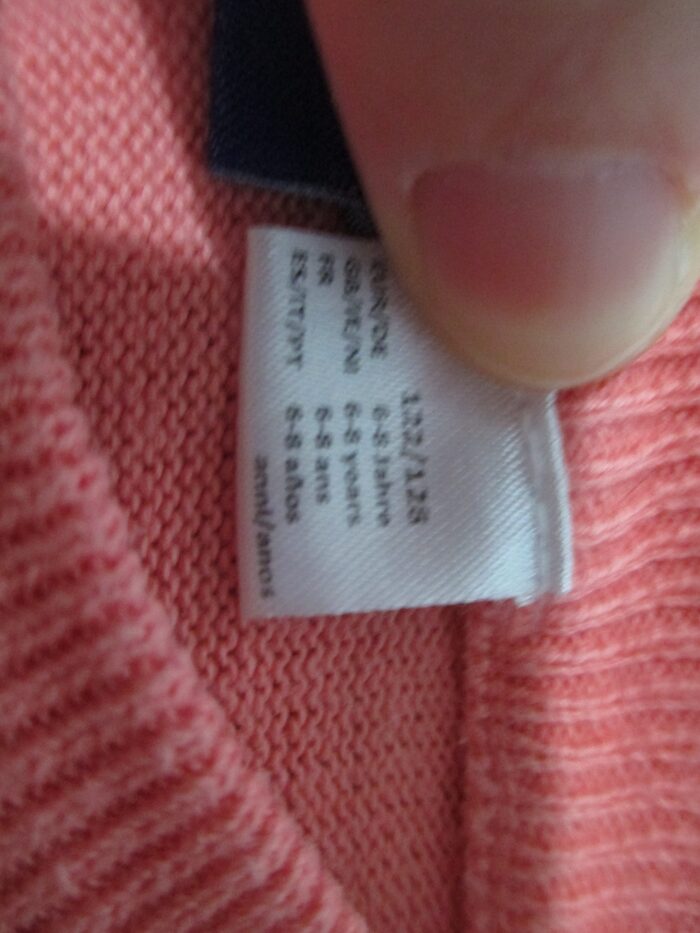 122/128
6-8 Jahre
GB/IE/NI 6-8 years
FR 6-8 ans
ES/IT/PT 6-8 años
anni/anos